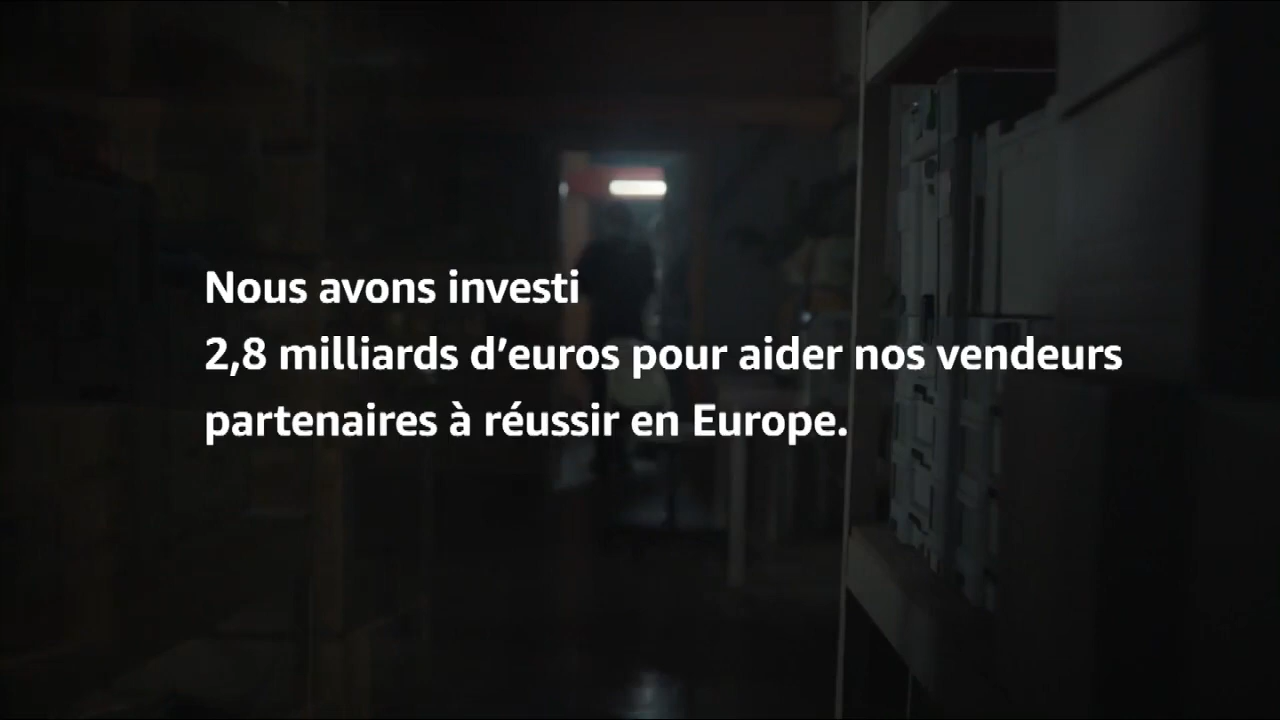 Nous avons investi
2,8 milliards d’euros pour aider nos vendeurs
partenaires à réussir en Europe.